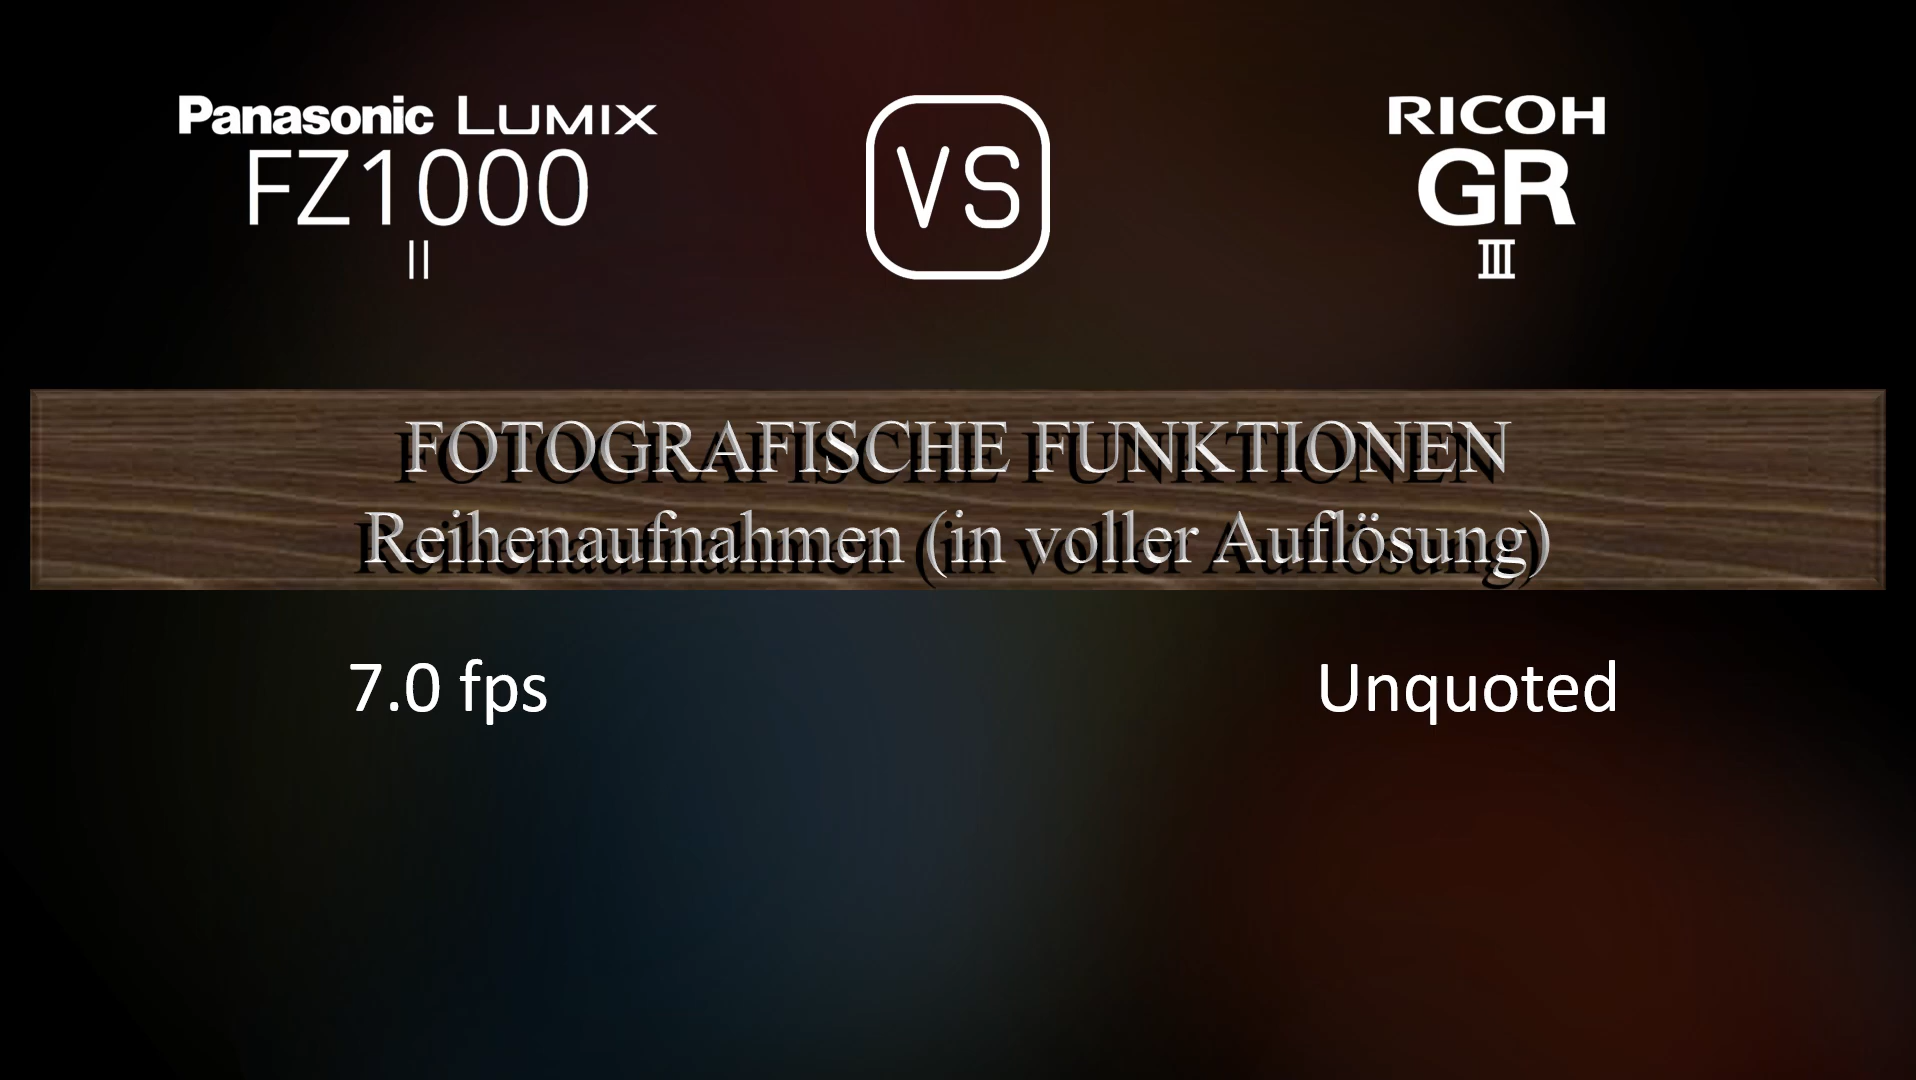 Panasonic LUMIX
FZ1000
II
VS
RICOH
GR
III
FOTOGRAFISCHE FUNKTIONEN
Reihenaufnahmen (in voller Auflösung)
7.0 fps
Unquoted